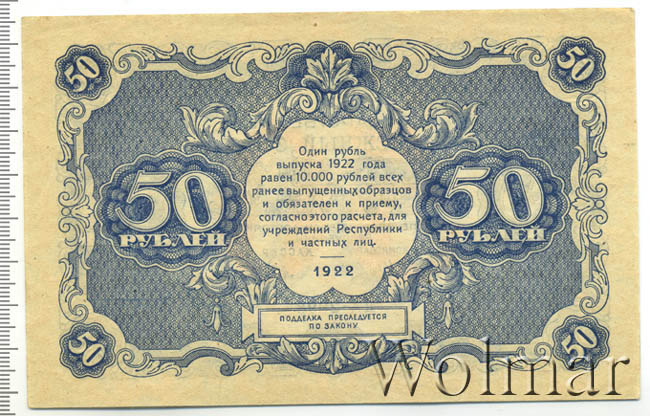 50
50
Один рубль
выпуска 1922 года
равен 10.000 рублей всех
ранее выпущенных образцов
и обязателен к приему,
согласно этого расчета, для
учреждений Республики
и частных лиц.
1922
50
РУБЛЕЙ
50
РУБЛЕЙ
ПОДДЕЛКА ПРЕСЛЕДУЕТСЯ
ПО ЗАКОНУ
50
50
Wolmar